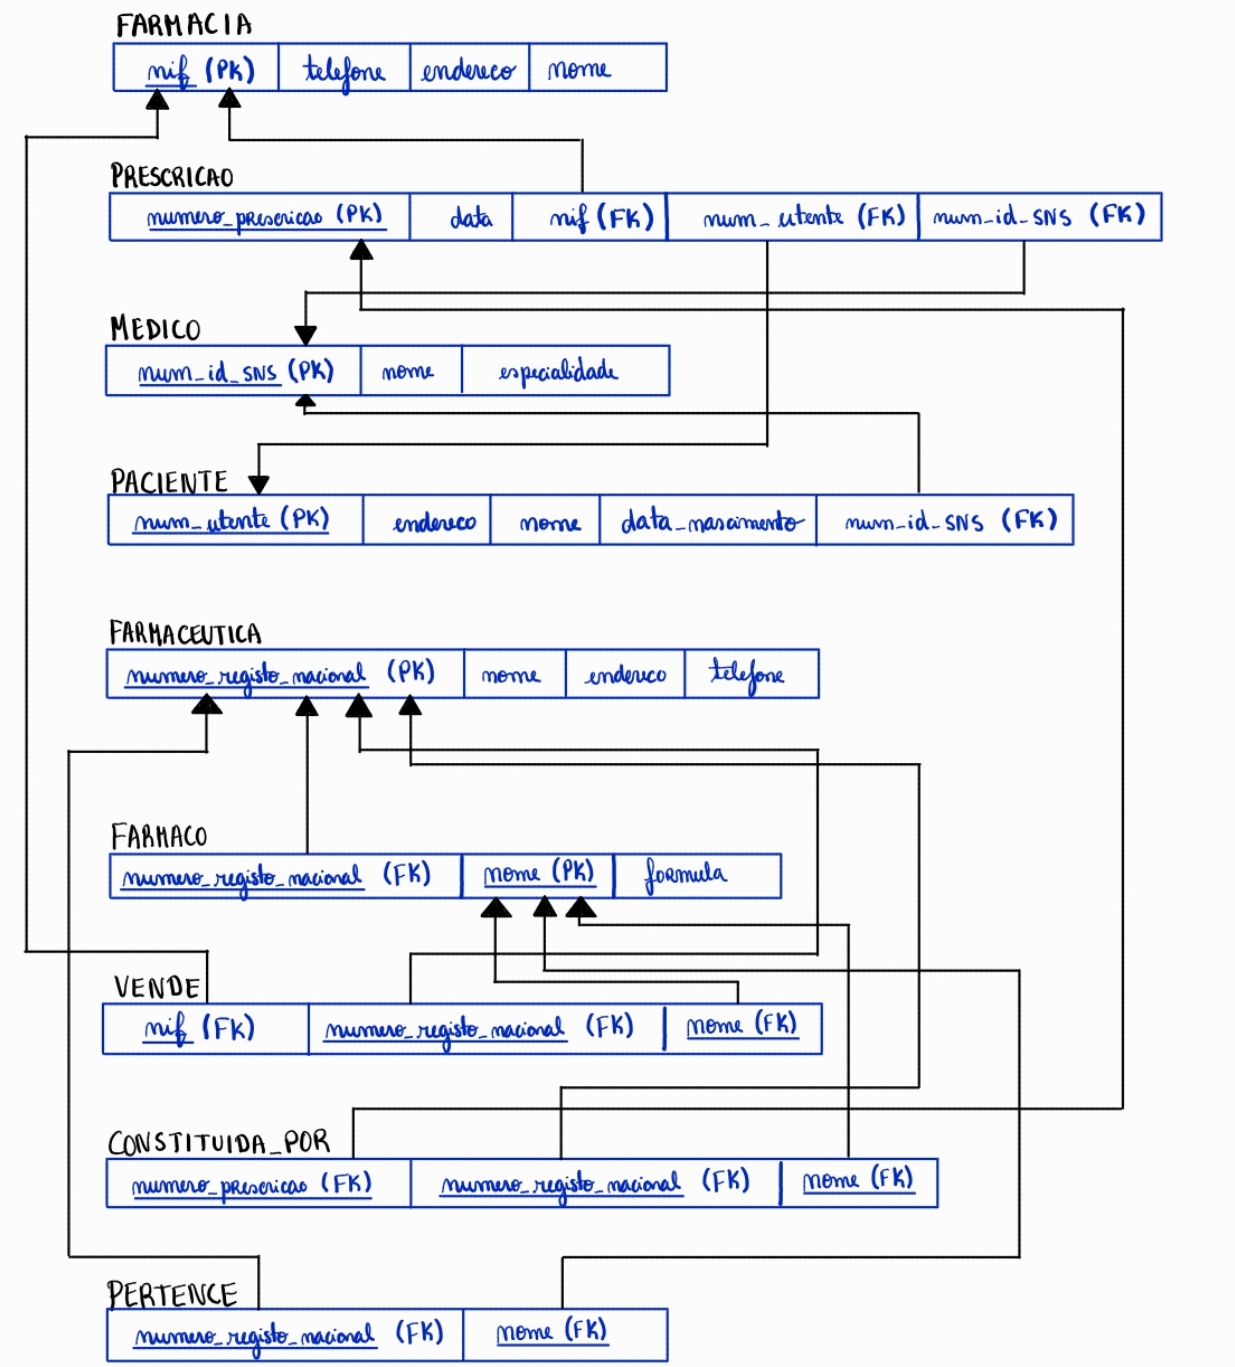 FARMACIA
nif (PK) telefone endereco nome
PRESCRICAO
numero_prescricao (PK) data nif (FK) num_utente (FK) num_id_SNS (FK)
MEDICO
num_id_SNS (PK) nome especialidade
PACIENTE
num_utente (PK) endereco nome data_nascimento num_id_SNS (FK)
FARMACEUTICA
numero_registo_nacional (PK) nome endereco telefone
FARMACO
numero_registo_nacional (FK) nome (PK) formula
VENDE
nif (FK) numero_registo_nacional (FK) nome (FK)
CONSTITUIDA_POR
numero_prescricao (FK) numero_registo_nacional (FK) nome (FK)
PERTENCE
numero_registo_nacional (FK) nome (FK)